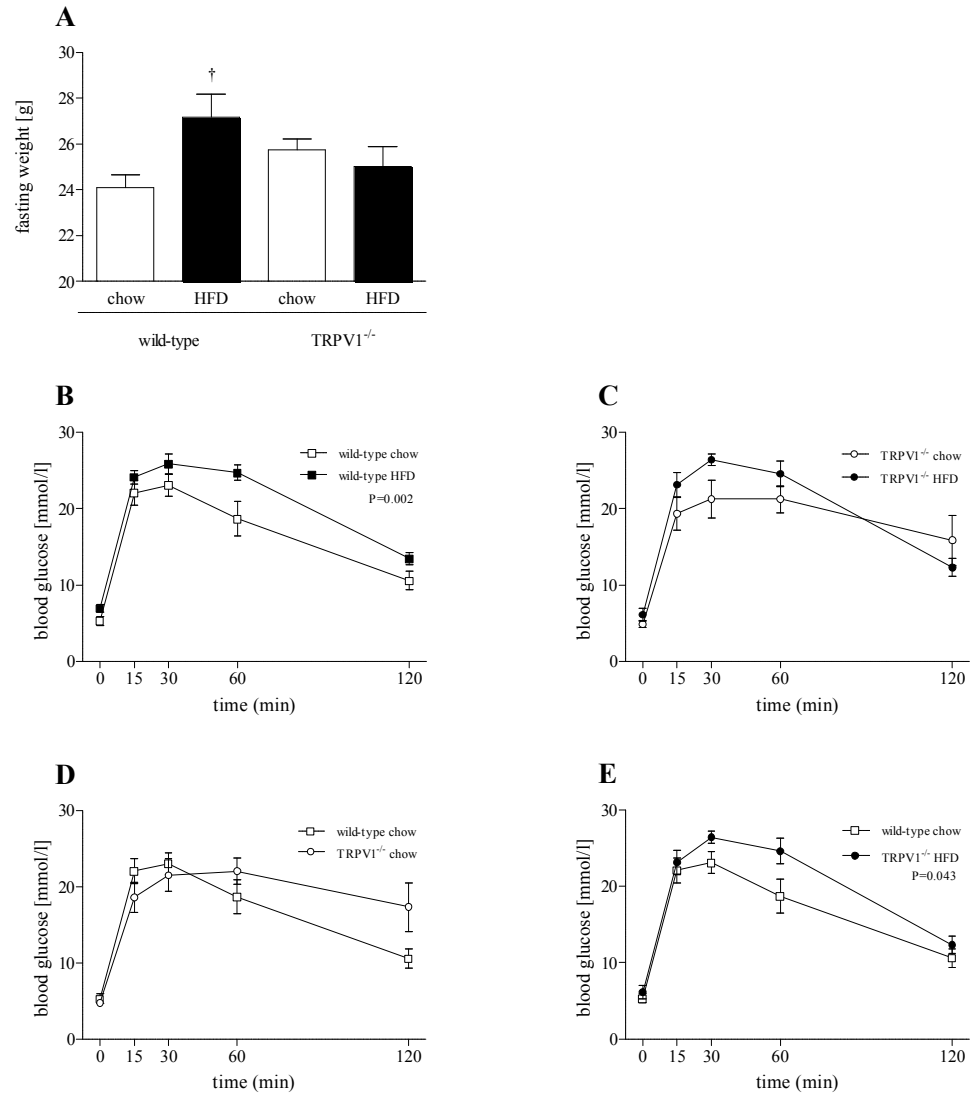 A
30
28
26
24
22
20
fasting weight [g]
†
chow HFD chow HFD
wild-type TRPV1-/-
B
30
20
10
0
blood glucose [mmol/l]
wild-type chow
wild-type HFD
P=0.002
0 15 30 60 120
time (min)
C
30
20
10
0
blood glucose [mmol/l]
TRPV1-/- chow
TRPV1-/- HFD
0 15 30 60 120
time (min)
D
30
20
10
0
blood glucose [mmol/l]
wild-type chow
TRPV1-/- chow
0 15 30 60 120
time (min)
E
30
20
10
0
blood glucose [mmol/l]
wild-type chow
TRPV1-/- HFD
P=0.043
0 15 30 60 120
time (min)